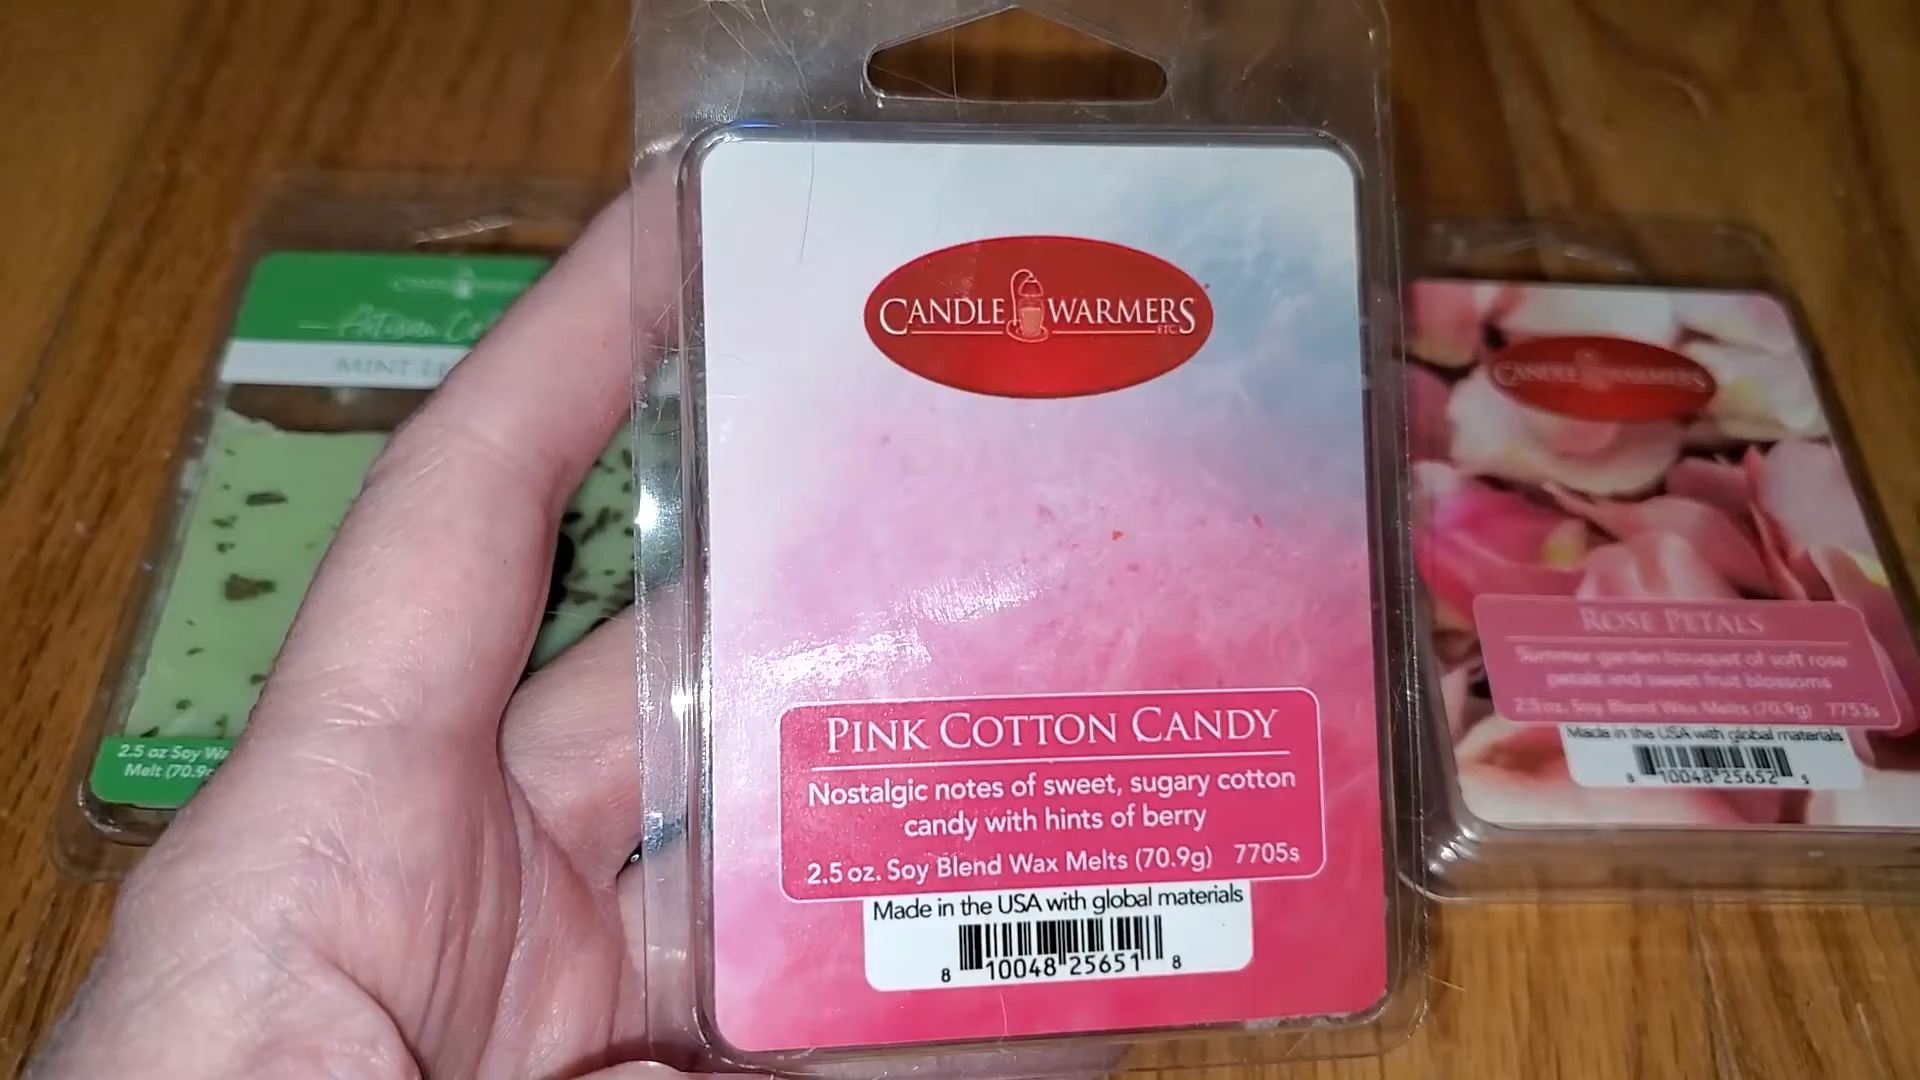 CANDLE WARMERS
ETC
PINK COTTON CANDY
Nostalgic notes of sweet, sugary cotton
candy with hints of berry
2.5 oz. Soy Blend Wax Melts (70.9g) 7705s
Made in the USA with global materials
8 10048 25651 8
CANDLE WARMERS
Artisan
MINT
2.5 oz Soy
Melt (70.9
CANDLE WARMERS
ROSE PETALS
Summer garden bouquet of soft rose
petals and sweet fruit blossoms
2.5 oz. Soy Blend Wax Melts (70.9g) 7753s
Made in the USA with global materials
8 10048 25652 5